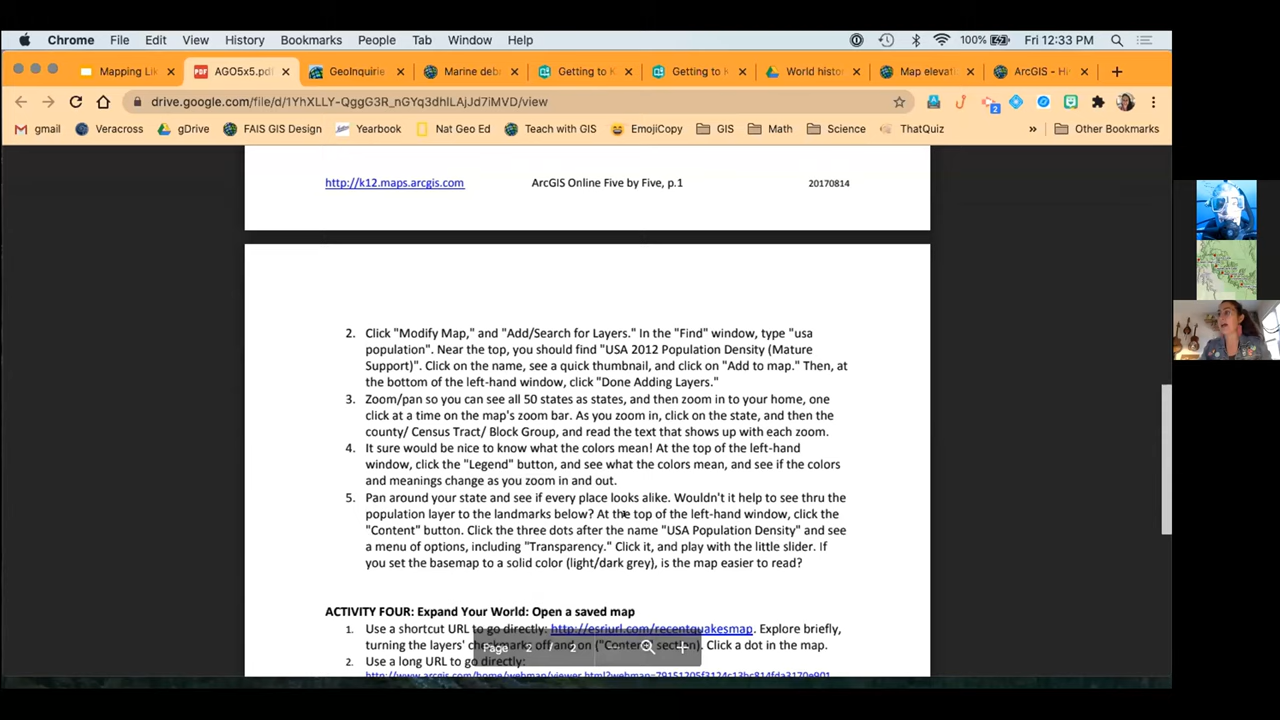 Chrome File Edit View History Bookmarks People Tab Window Help 100% Fri 12:33 PM
Mapping Lik AGO5x5.pdf GeoInquirie Marine deb Getting to K Getting to K World histor Map elevati ArcGIS - H
drive.google.com/file/d/1YhXLLY-QggG3R_nGYq3dhlLAjJd7iMVD/view
gmail Veracross gDrive FAIS GIS Design Yearbook Nat Geo Ed Teach with GIS EmojiCopy GIS Math Science ThatQuiz » Other Bookmarks
http://k12.maps.arcgis.com ArcGIS Online Five by Five, p.1 20170814
2. Click "Modify Map," and "Add/Search for Layers." In the "Find" window, type "usa
population". Near the top, you should find "USA 2012 Population Density (Mature
Support)". Click on the name, see a quick thumbnail, and click on "Add to map." Then, at
the bottom of the left-hand window, click "Done Adding Layers."
3. Zoom/pan so you can see all 50 states as states, and then zoom in to your home, one
click at a time on the map's zoom bar. As you zoom in, click on the state, and then the
county/ Census Tract/ Block Group, and read the text that shows up with each zoom.
4. It sure would be nice to know what the colors mean! At the top of the left-hand
window, click the "Legend" button, and see what the colors mean, and see if the colors
and meanings change as you zoom in and out.
5. Pan around your state and see if every place looks alike. Wouldn't it help to see thru the
population layer to the landmarks below? At the top of the left-hand window, click the
"Content" button. Click the three dots after the name "USA Population Density" and see
a menu of options, including "Transparency." Click it, and play with the little slider. If
you set the basemap to a solid color (light/dark grey), is the map easier to read?
ACTIVITY FOUR: Expand Your World: Open a saved map
1. Use a shortcut URL to go directly: http://esriurl.com/recentquakesmap. Explore briefly,
turning the layers' checkmarks off and on ("Content" section). Click a dot in the map.
Page 2 / 2
2. Use a long URL to go directly: